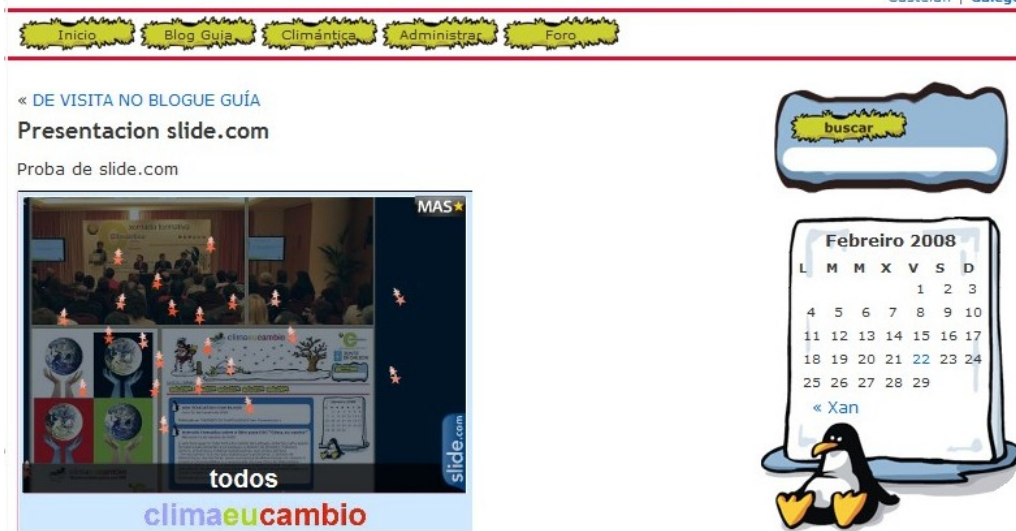 Inicio Blog Guia Climántica Administrar Foro
« DE VISITA NO BLOGUE GUÍA
Presentacion slide.com
Proba de slide.com
MAS
climaeucambio
slide.com
todos
climaeucambio
buscar
Febreiro 2008
L M M X V S D
1 2 3
4 5 6 7 8 9 10
11 12 13 14 15 16 17
18 19 20 21 22 23 24
25 26 27 28 29
« Xan